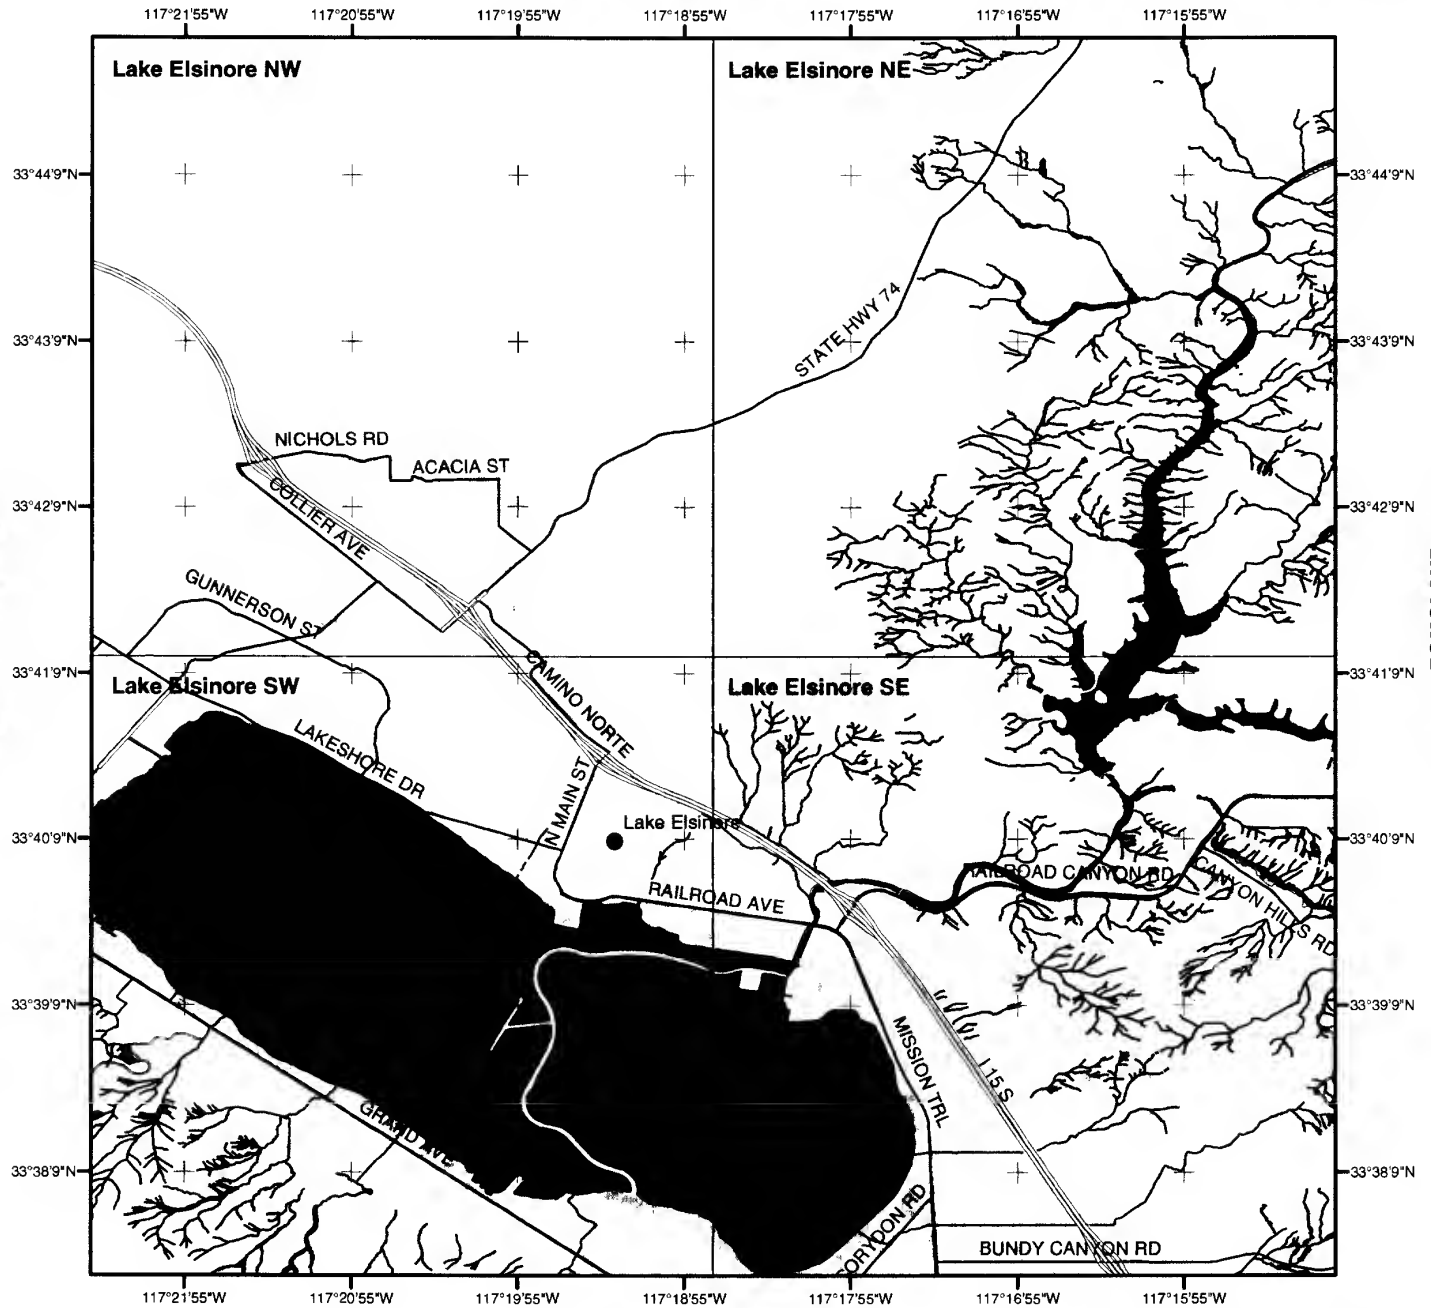 117°21'55"W 117°20'55"W 117°19'55"W 117°18'55"W 117°17'55"W 117°16'55"W 117°15'55"W
Lake Elsinore NW
Lake Elsinore NE
33°44'9"N
33°44'9"N
STATE HWY 74
33°43'9"N
33°43'9"N
NICHOLS RD
ACACIA ST
COLLIER AVE
33°42'9"N
33°42'9"N
GUNNERSON ST
33°41'9"N
33°41'9"N
CAMINO NORTE
Lake Elsinore SW
Lake Elsinore SE
LAKESHORE DR
N MAIN ST
Lake Elsinore
33°40'9"N
33°40'9"N
RAILROAD CANYON RD
CANYON HILLS RD
RAILROAD AVE
33°39'9"N
33°39'9"N
MISSION TRL
I 15 S
GRAND AVE
33°38'9"N
33°38'9"N
CORYDON RD
BUNDY CANYON RD
117°21'55"W 117°20'55"W 117°19'55"W 117°18'55"W 117°17'55"W 117°16'55"W 117°15'55"W